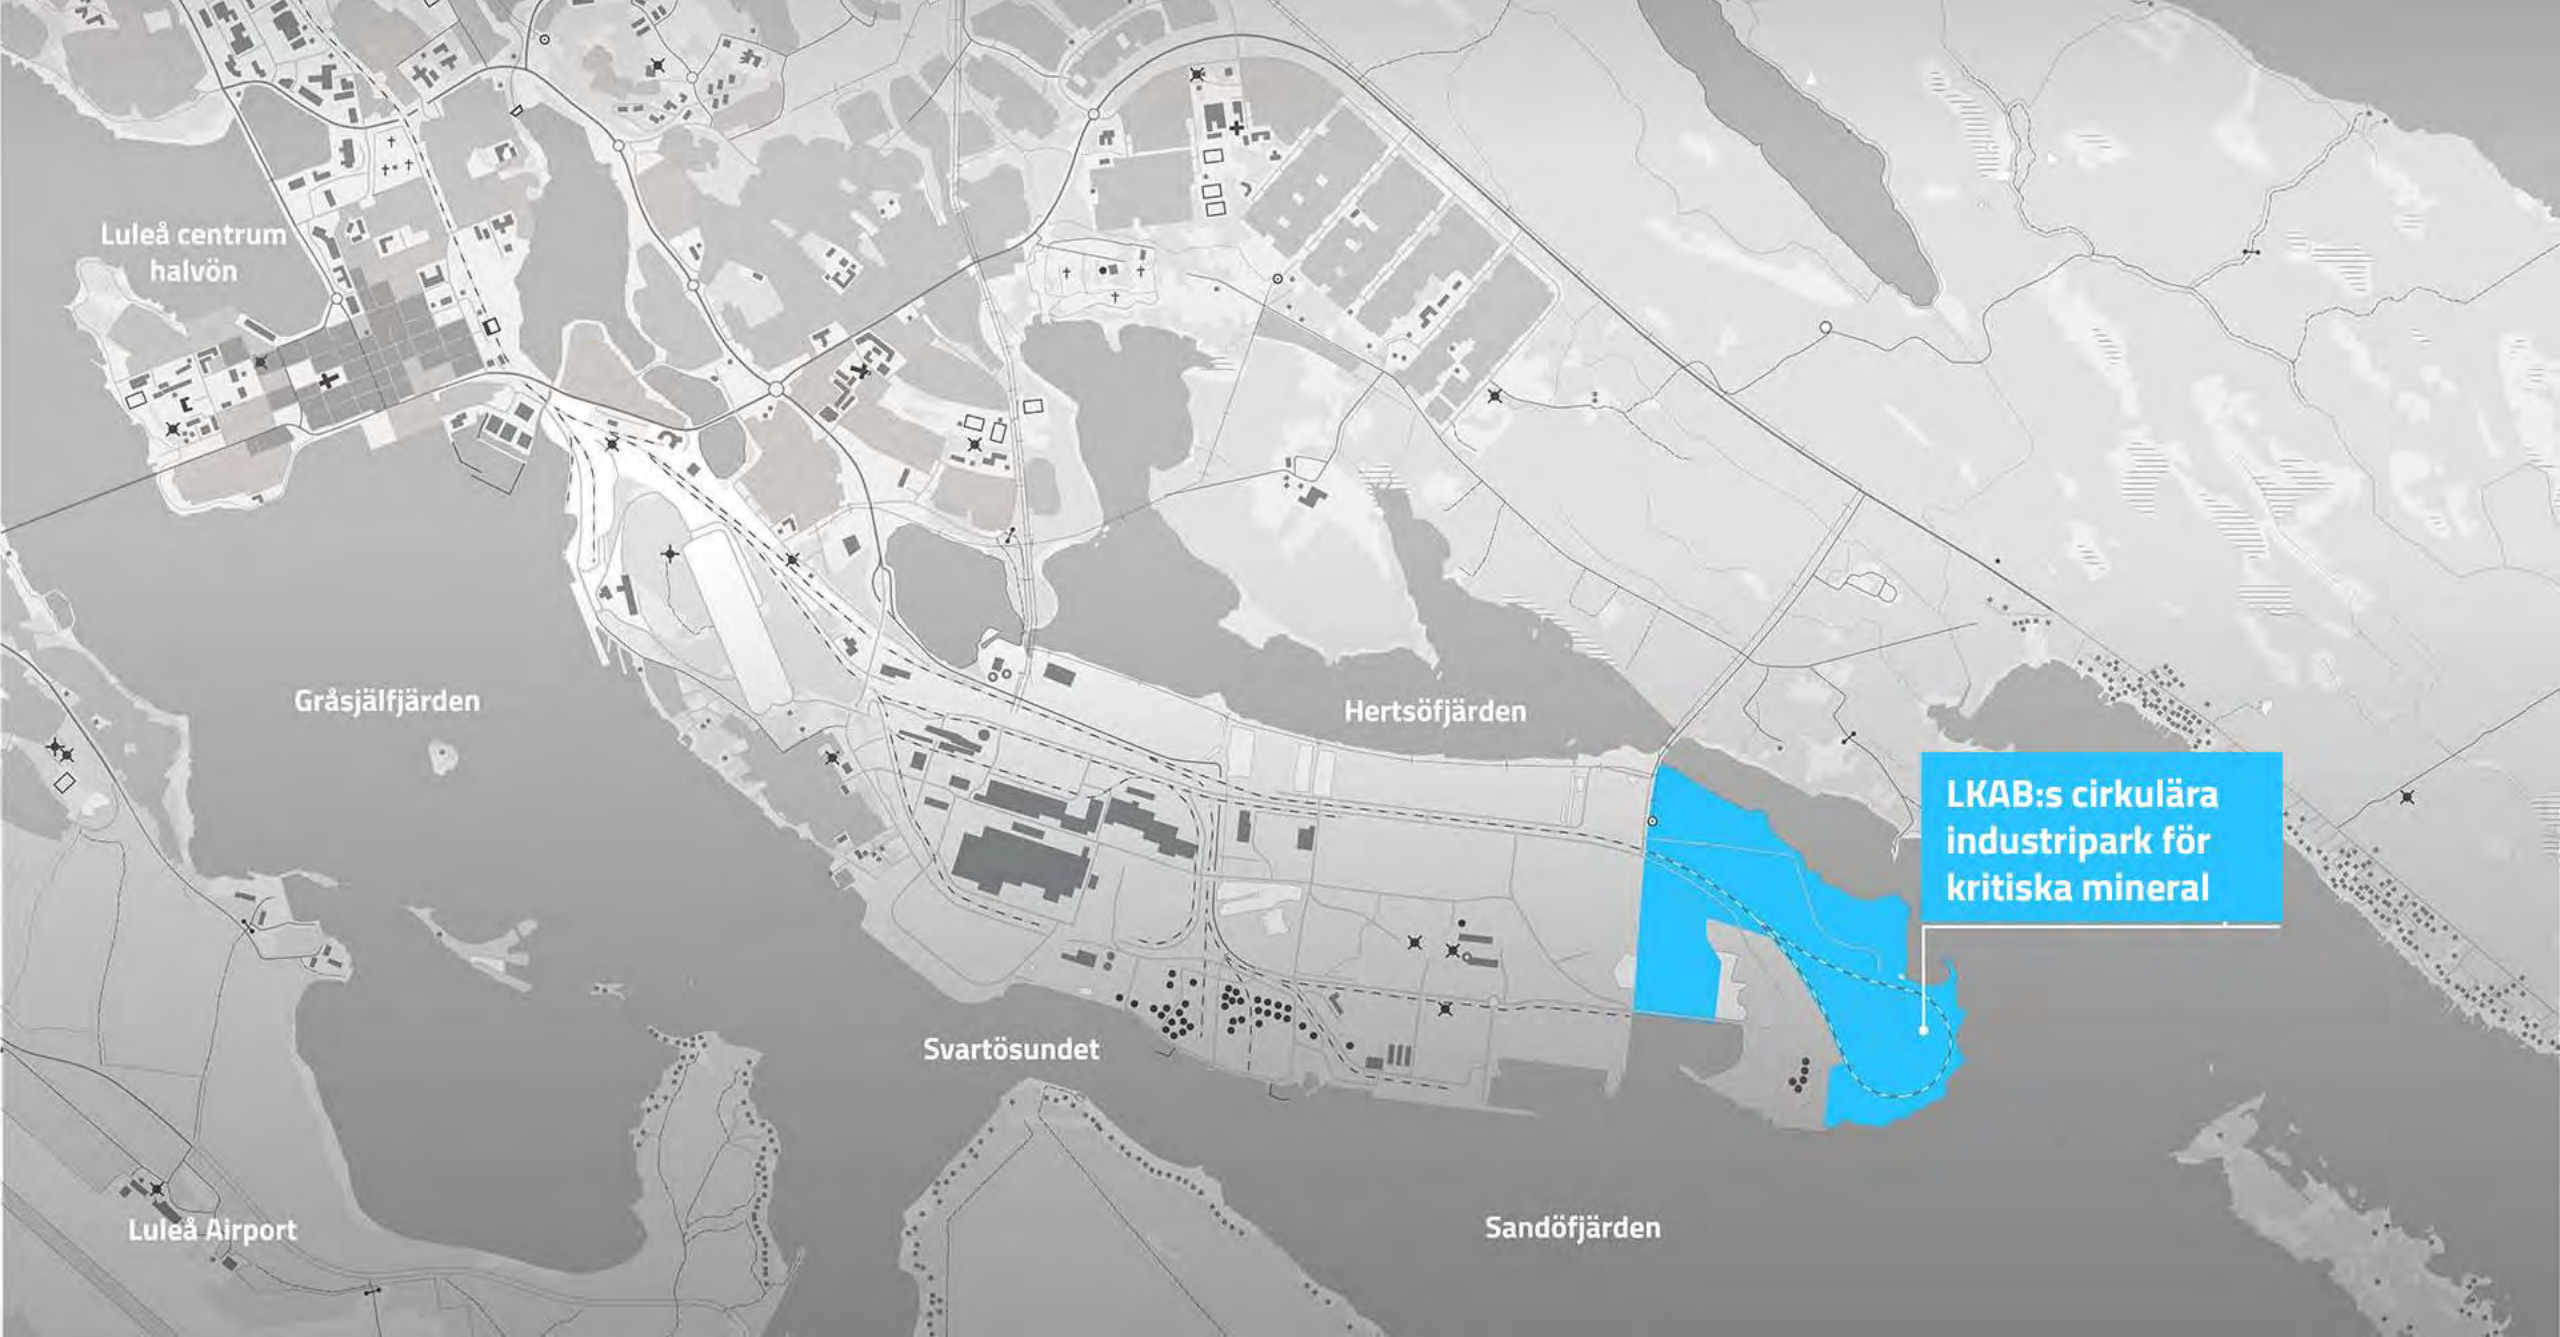 Luleå centrum
halvön
Gråsjälfjärden
Hertsöfjärden
LKAB:s cirkulära
industripark för
kritiska mineral
Svartösundet
Sandöfjärden
Luleå Airport